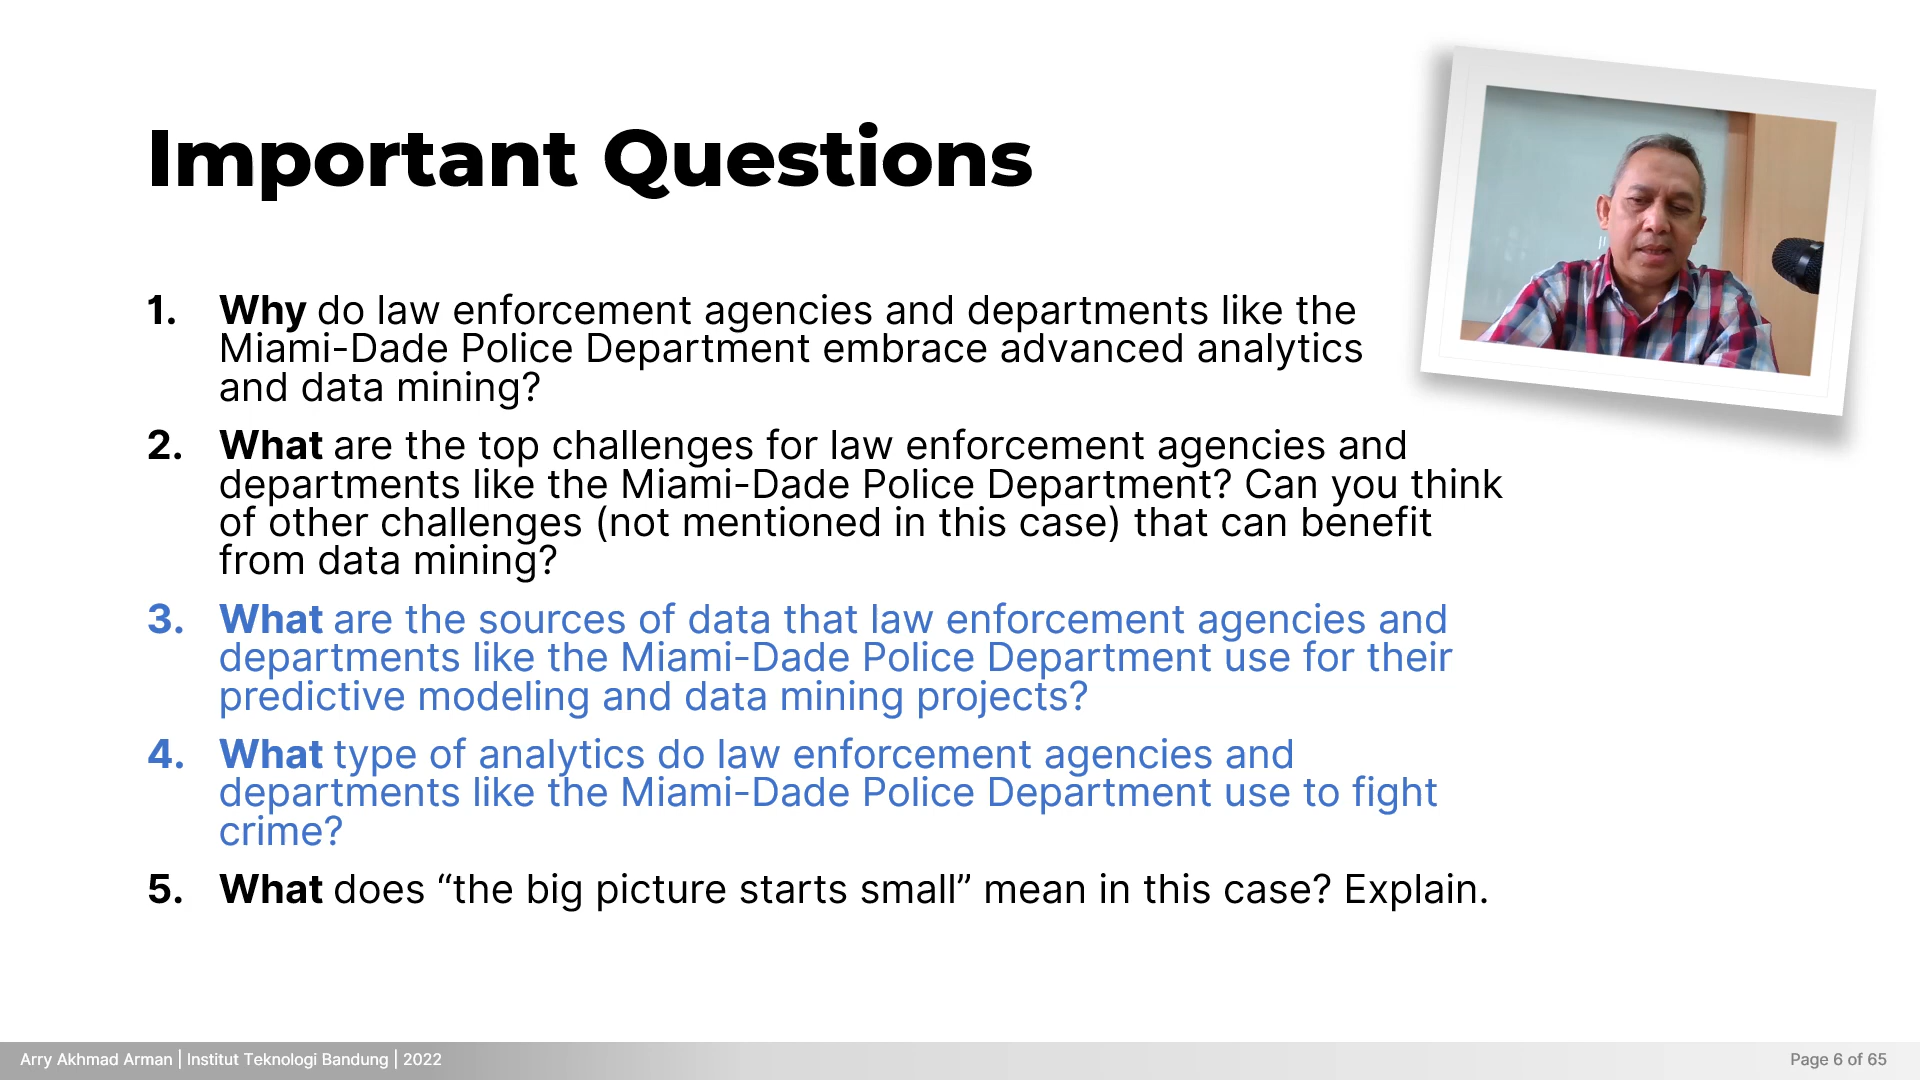 Important Questions
1. Why do law enforcement agencies and departments like the
Miami-Dade Police Department embrace advanced analytics
and data mining?
2. What are the top challenges for law enforcement agencies and
departments like the Miami-Dade Police Department? Can you think
of other challenges (not mentioned in this case) that can benefit
from data mining?
3. What are the sources of data that law enforcement agencies and
departments like the Miami-Dade Police Department use for their
predictive modeling and data mining projects?
4. What type of analytics do law enforcement agencies and
departments like the Miami-Dade Police Department use to fight
crime?
5. What does “the big picture starts small” mean in this case? Explain.
Arry Akhmad Arman | Institut Teknologi Bandung | 2022
Page 6 of 65